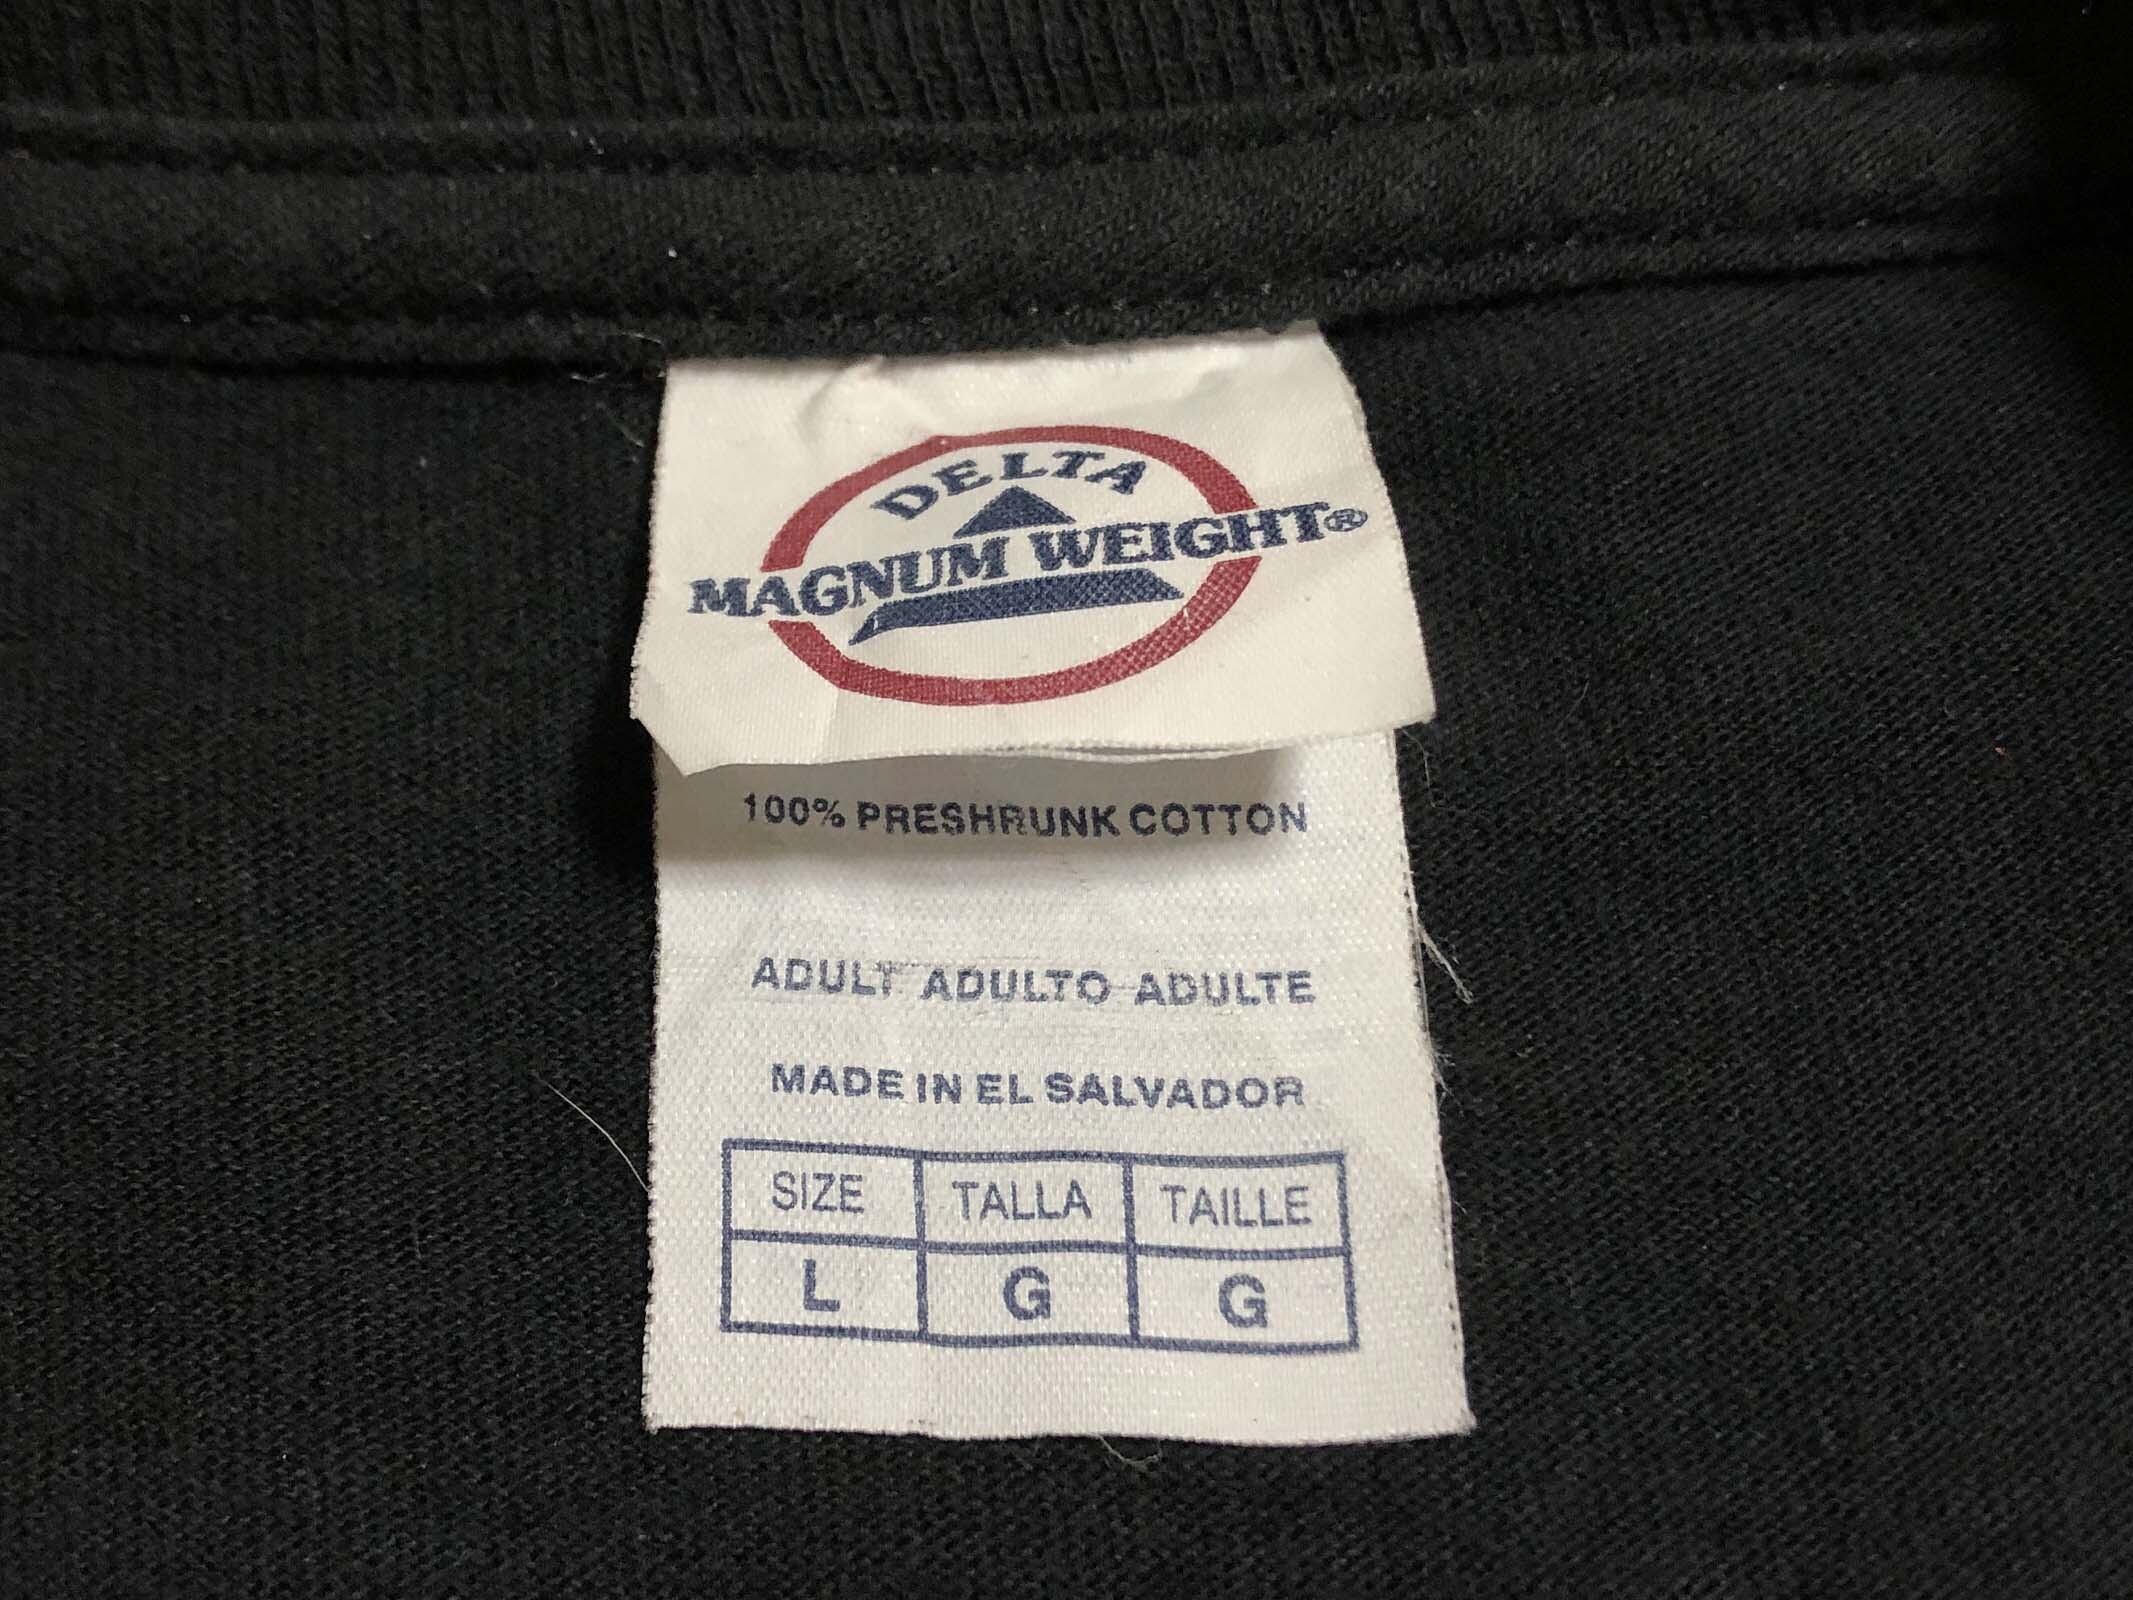 DELTA
MAGNUM WEIGHT®
100% PRESHRUNK COTTON
ADULT ADULTO ADULTE
MADE IN EL SALVADOR
SIZE TALLA TAILLE
L G G